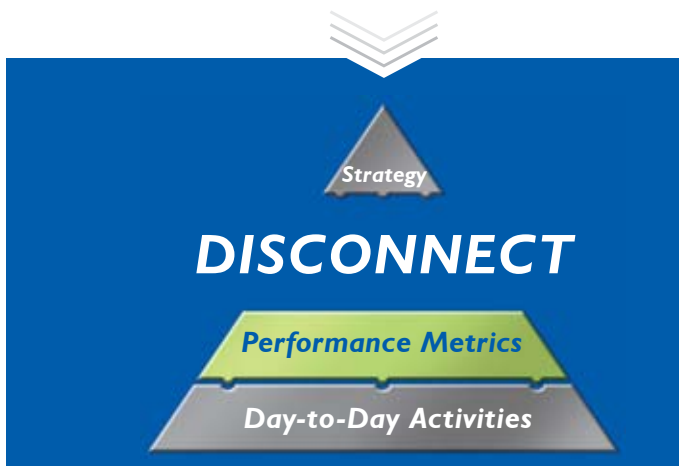 Strategy
DISCONNECT
Performance Metrics
Day-to-Day Activities